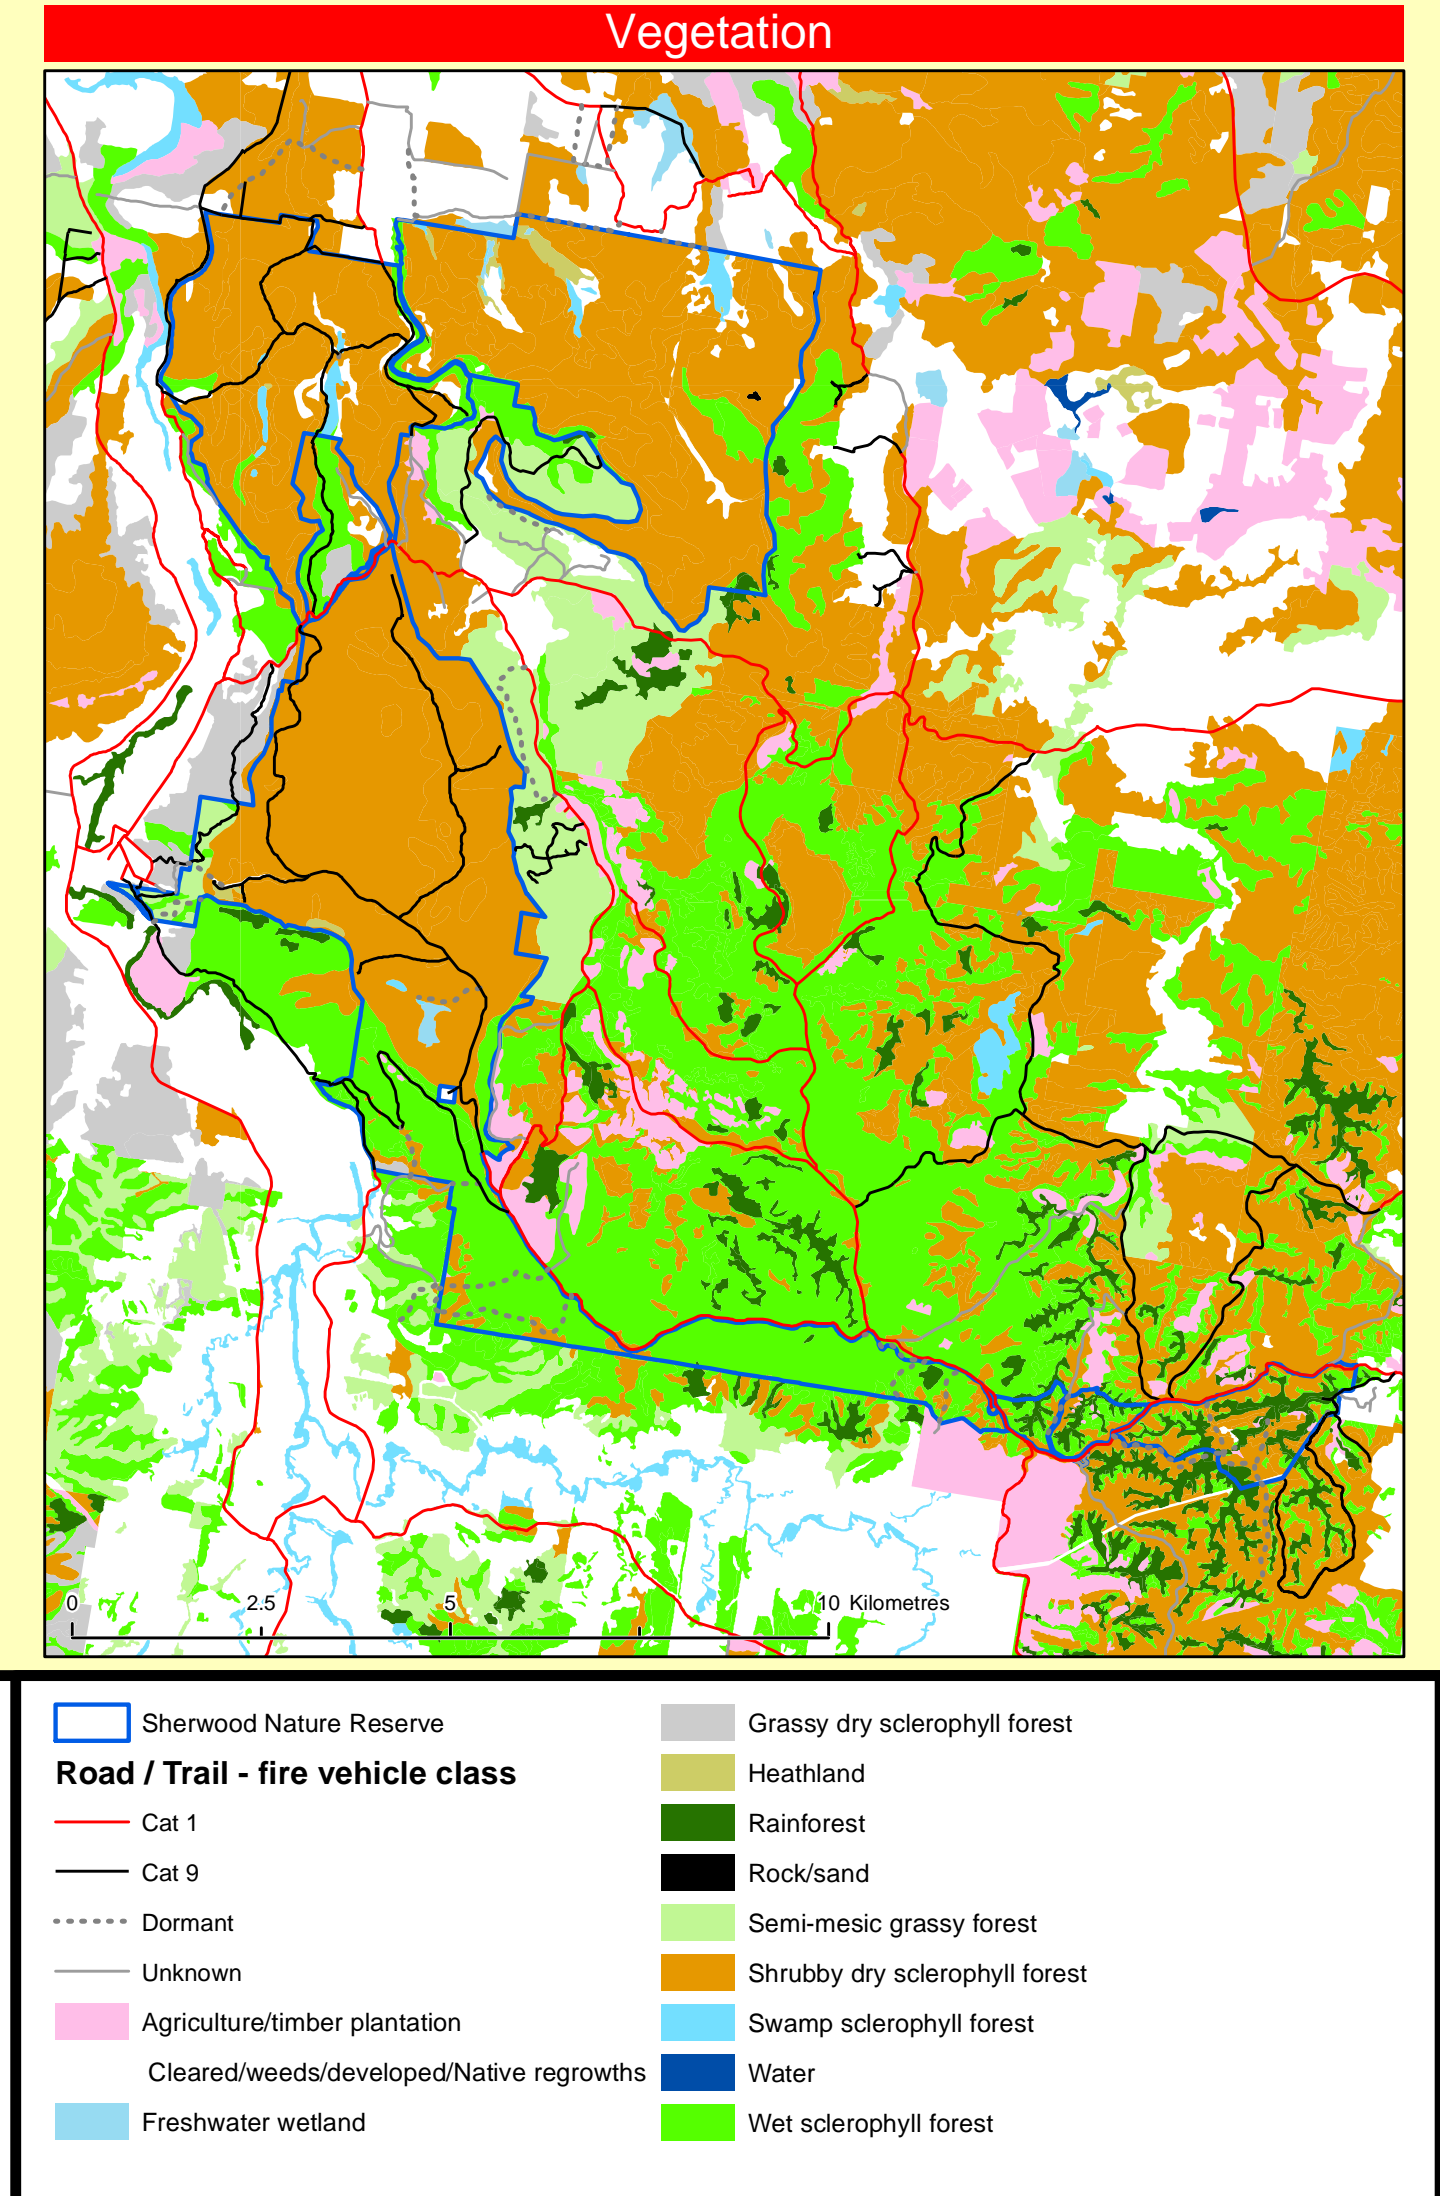 Vegetation
0 2.5 5 10 Kilometres
Sherwood Nature Reserve
Road / Trail - fire vehicle class
Cat 1
Cat 9
Dormant
Unknown
Agriculture/timber plantation
Cleared/weeds/developed/Native regrowths
Freshwater wetland
Grassy dry sclerophyll forest
Heathland
Rainforest
Rock/sand
Semi-mesic grassy forest
Shrubby dry sclerophyll forest
Swamp sclerophyll forest
Water
Wet sclerophyll forest